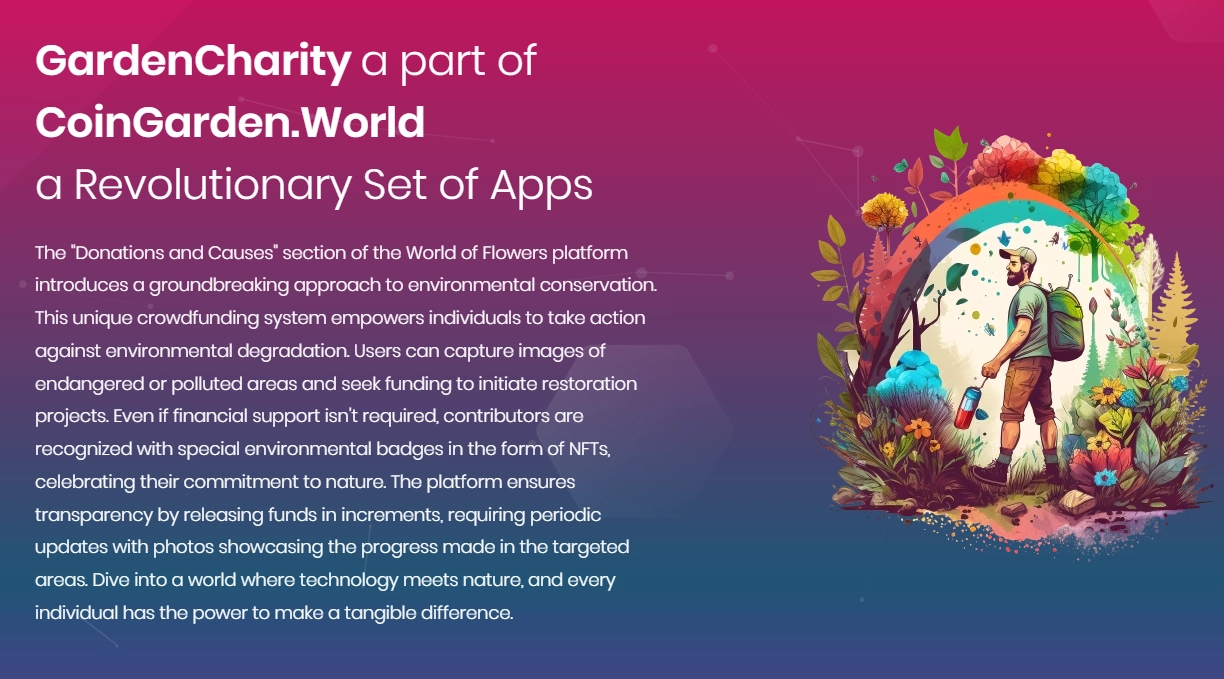 GardenCharity a part of
CoinGarden.World
a Revolutionary Set of Apps
The "Donations and Causes" section of the World of Flowers platform
introduces a groundbreaking approach to environmental conservation.
This unique crowdfunding system empowers individuals to take action
against environmental degradation. Users can capture images of
endangered or polluted areas and seek funding to initiate restoration
projects. Even if financial support isn't required, contributors are
recognized with special environmental badges in the form of NFTs,
celebrating their commitment to nature. The platform ensures
transparency by releasing funds in increments, requiring periodic
updates with photos showcasing the progress made in the targeted
areas. Dive into a world where technology meets nature, and every
individual has the power to make a tangible difference.